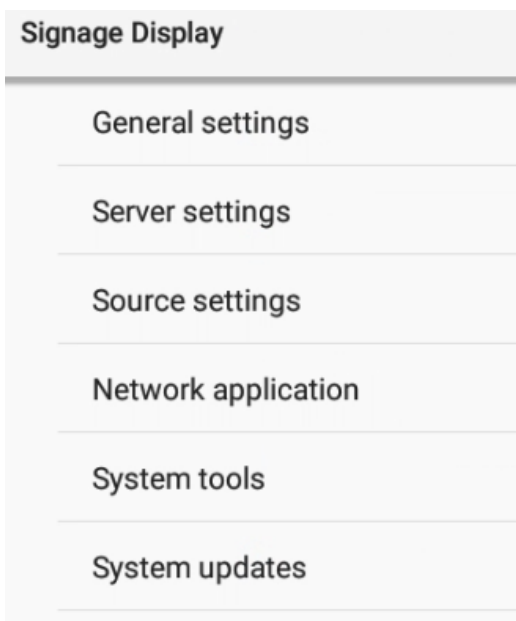 Signage Display
General settings
Server settings
Source settings
Network application
System tools
System updates